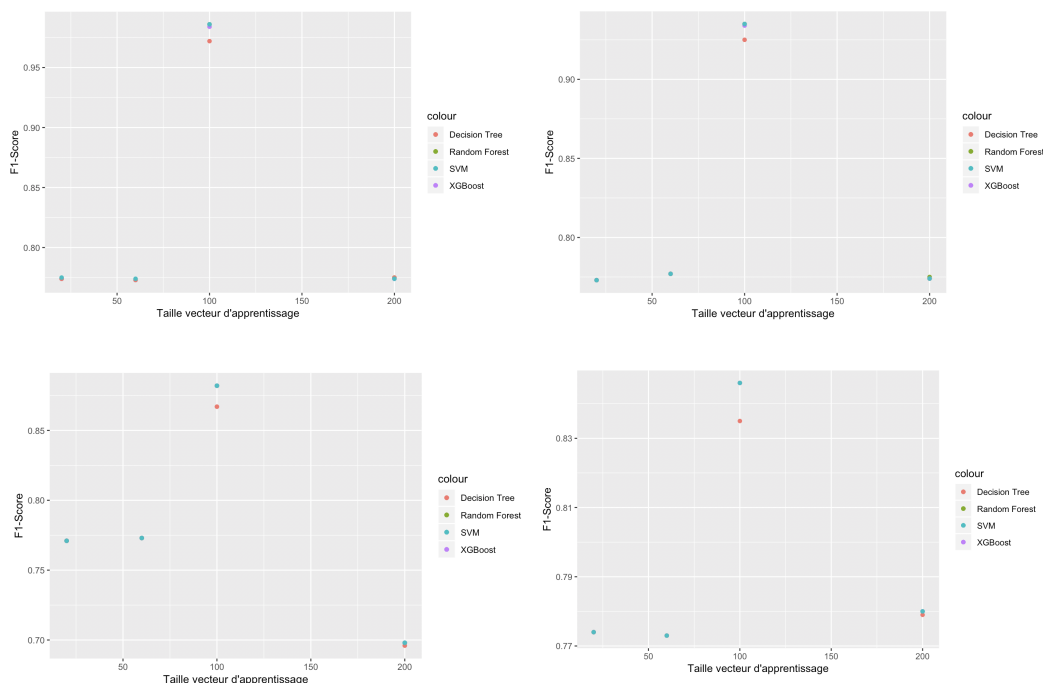 0.95
0.90
0.85
0.80
F1-Score
50
100
150
200
Taille vecteur d'apprentissage
colour
Decision Tree
Random Forest
SVM
XGBoost
0.90
0.85
0.80
F1-Score
50
100
150
200
Taille vecteur d'apprentissage
colour
Decision Tree
Random Forest
SVM
XGBoost
0.85
0.80
0.75
0.70
F1-Score
50
100
150
200
Taille vecteur d'apprentissage
colour
Decision Tree
Random Forest
SVM
XGBoost
0.83
0.81
0.79
0.77
F1-Score
50
100
150
200
Taille vecteur d'apprentissage
colour
Decision Tree
Random Forest
SVM
XGBoost